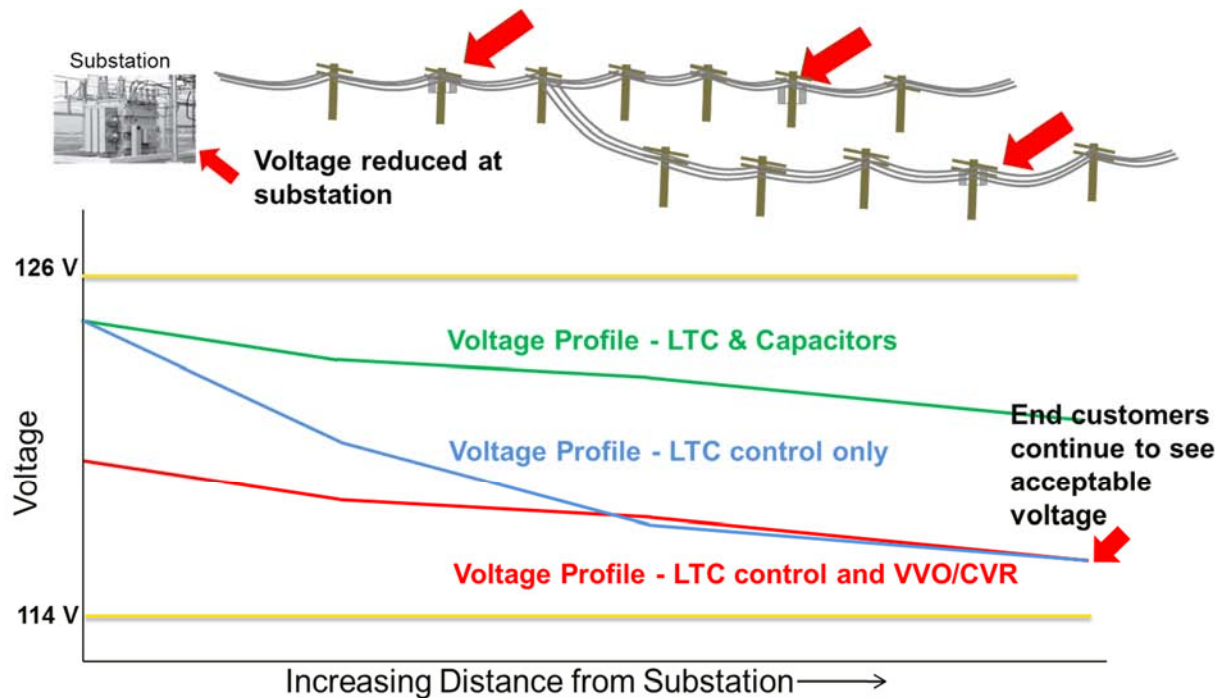 Substation
Voltage reduced at
substation
126 V
Voltage Profile - LTC & Capacitors
End customers
continue to see
acceptable
voltage
Voltage Profile - LTC control only
Voltage
Voltage Profile - LTC control and VVO/CVR
114 V
Increasing Distance from Substation